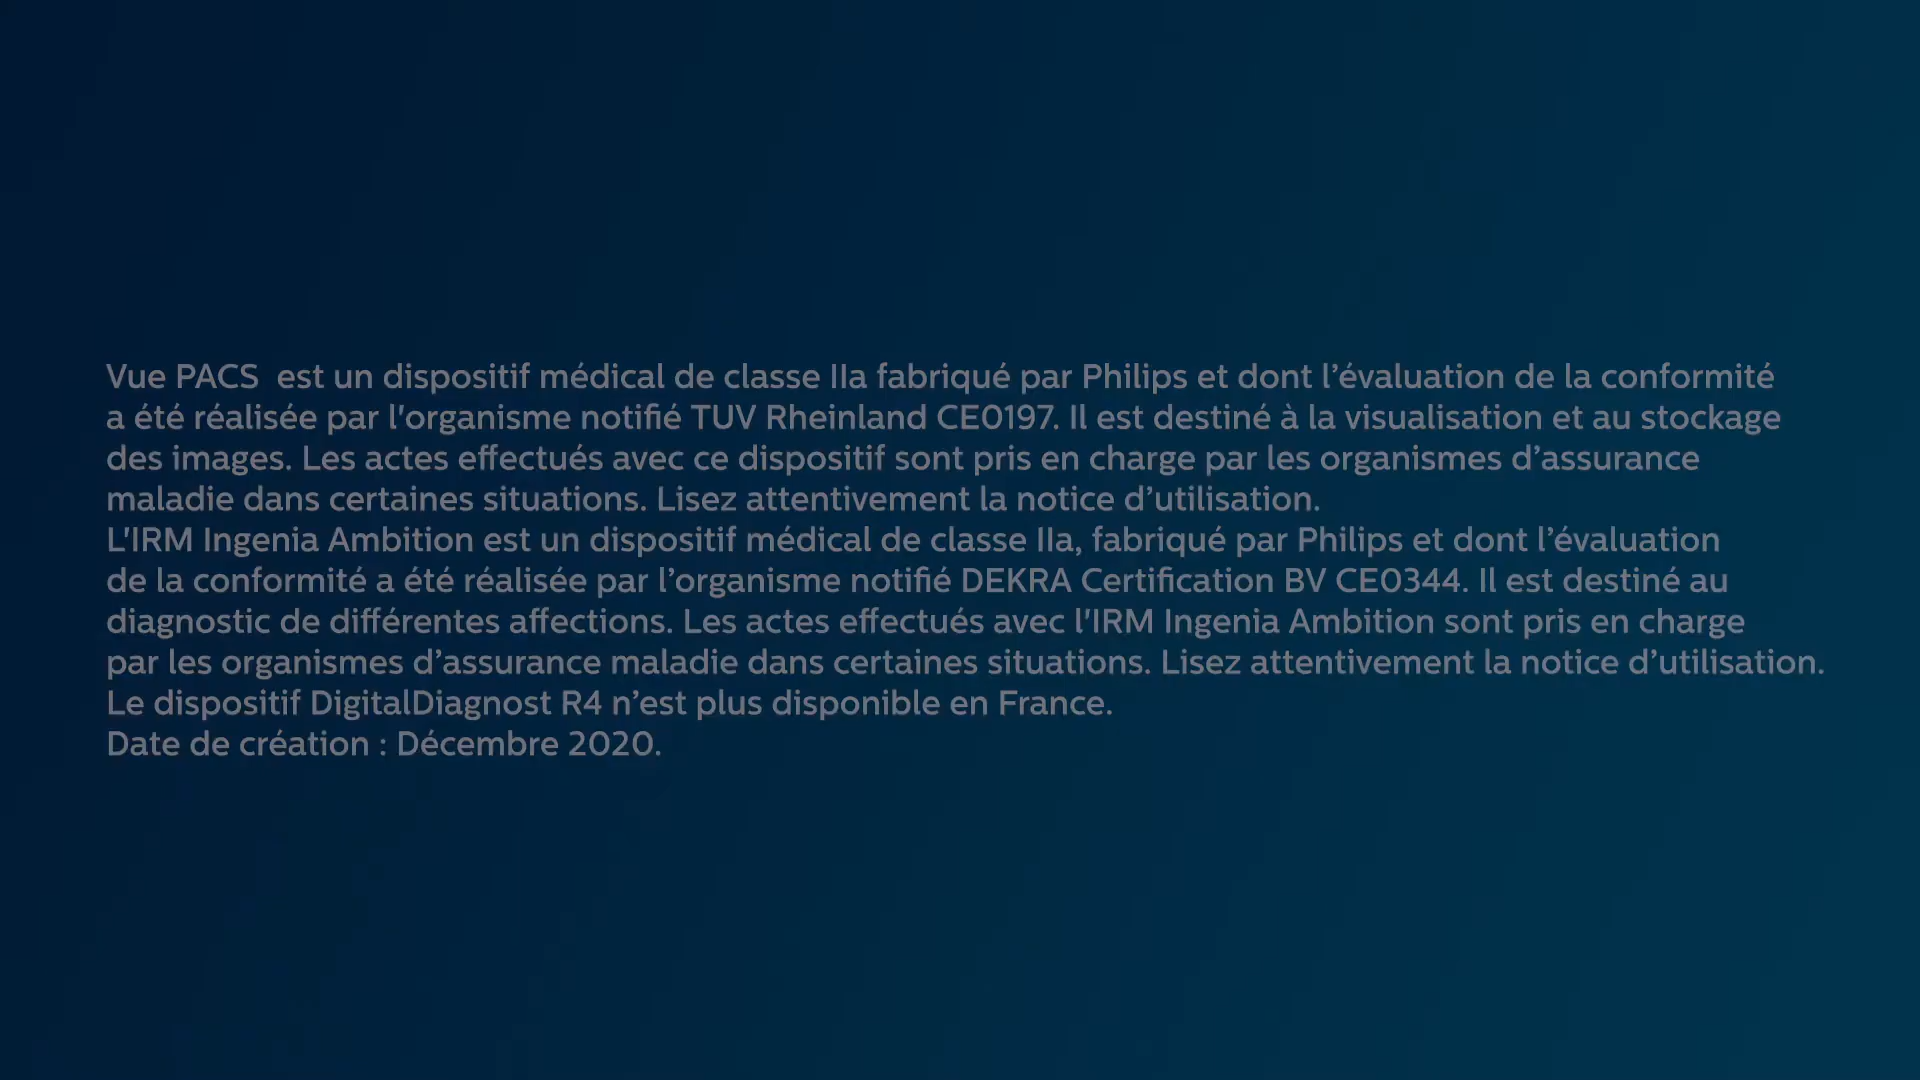 Vue PACS  est un dispositif médical de classe IIa fabriqué par Philips et dont l’évaluation de la conformité
a été réalisée par l'organisme notifié TUV Rheinland CE0197. Il est destiné à la visualisation et au stockage
des images. Les actes effectués avec ce dispositif sont pris en charge par les organismes d’assurance
maladie dans certaines situations. Lisez attentivement la notice d’utilisation.
L'IRM Ingenia Ambition est un dispositif médical de classe IIa, fabriqué par Philips et dont l’évaluation
de la conformité a été réalisée par l’organisme notifié DEKRA Certification BV CE0344. Il est destiné au
diagnostic de différentes affections. Les actes effectués avec l'IRM Ingenia Ambition sont pris en charge
par les organismes d’assurance maladie dans certaines situations. Lisez attentivement la notice d’utilisation.
Le dispositif DigitalDiagnost R4 n’est plus disponible en France.
Date de création : Décembre 2020.